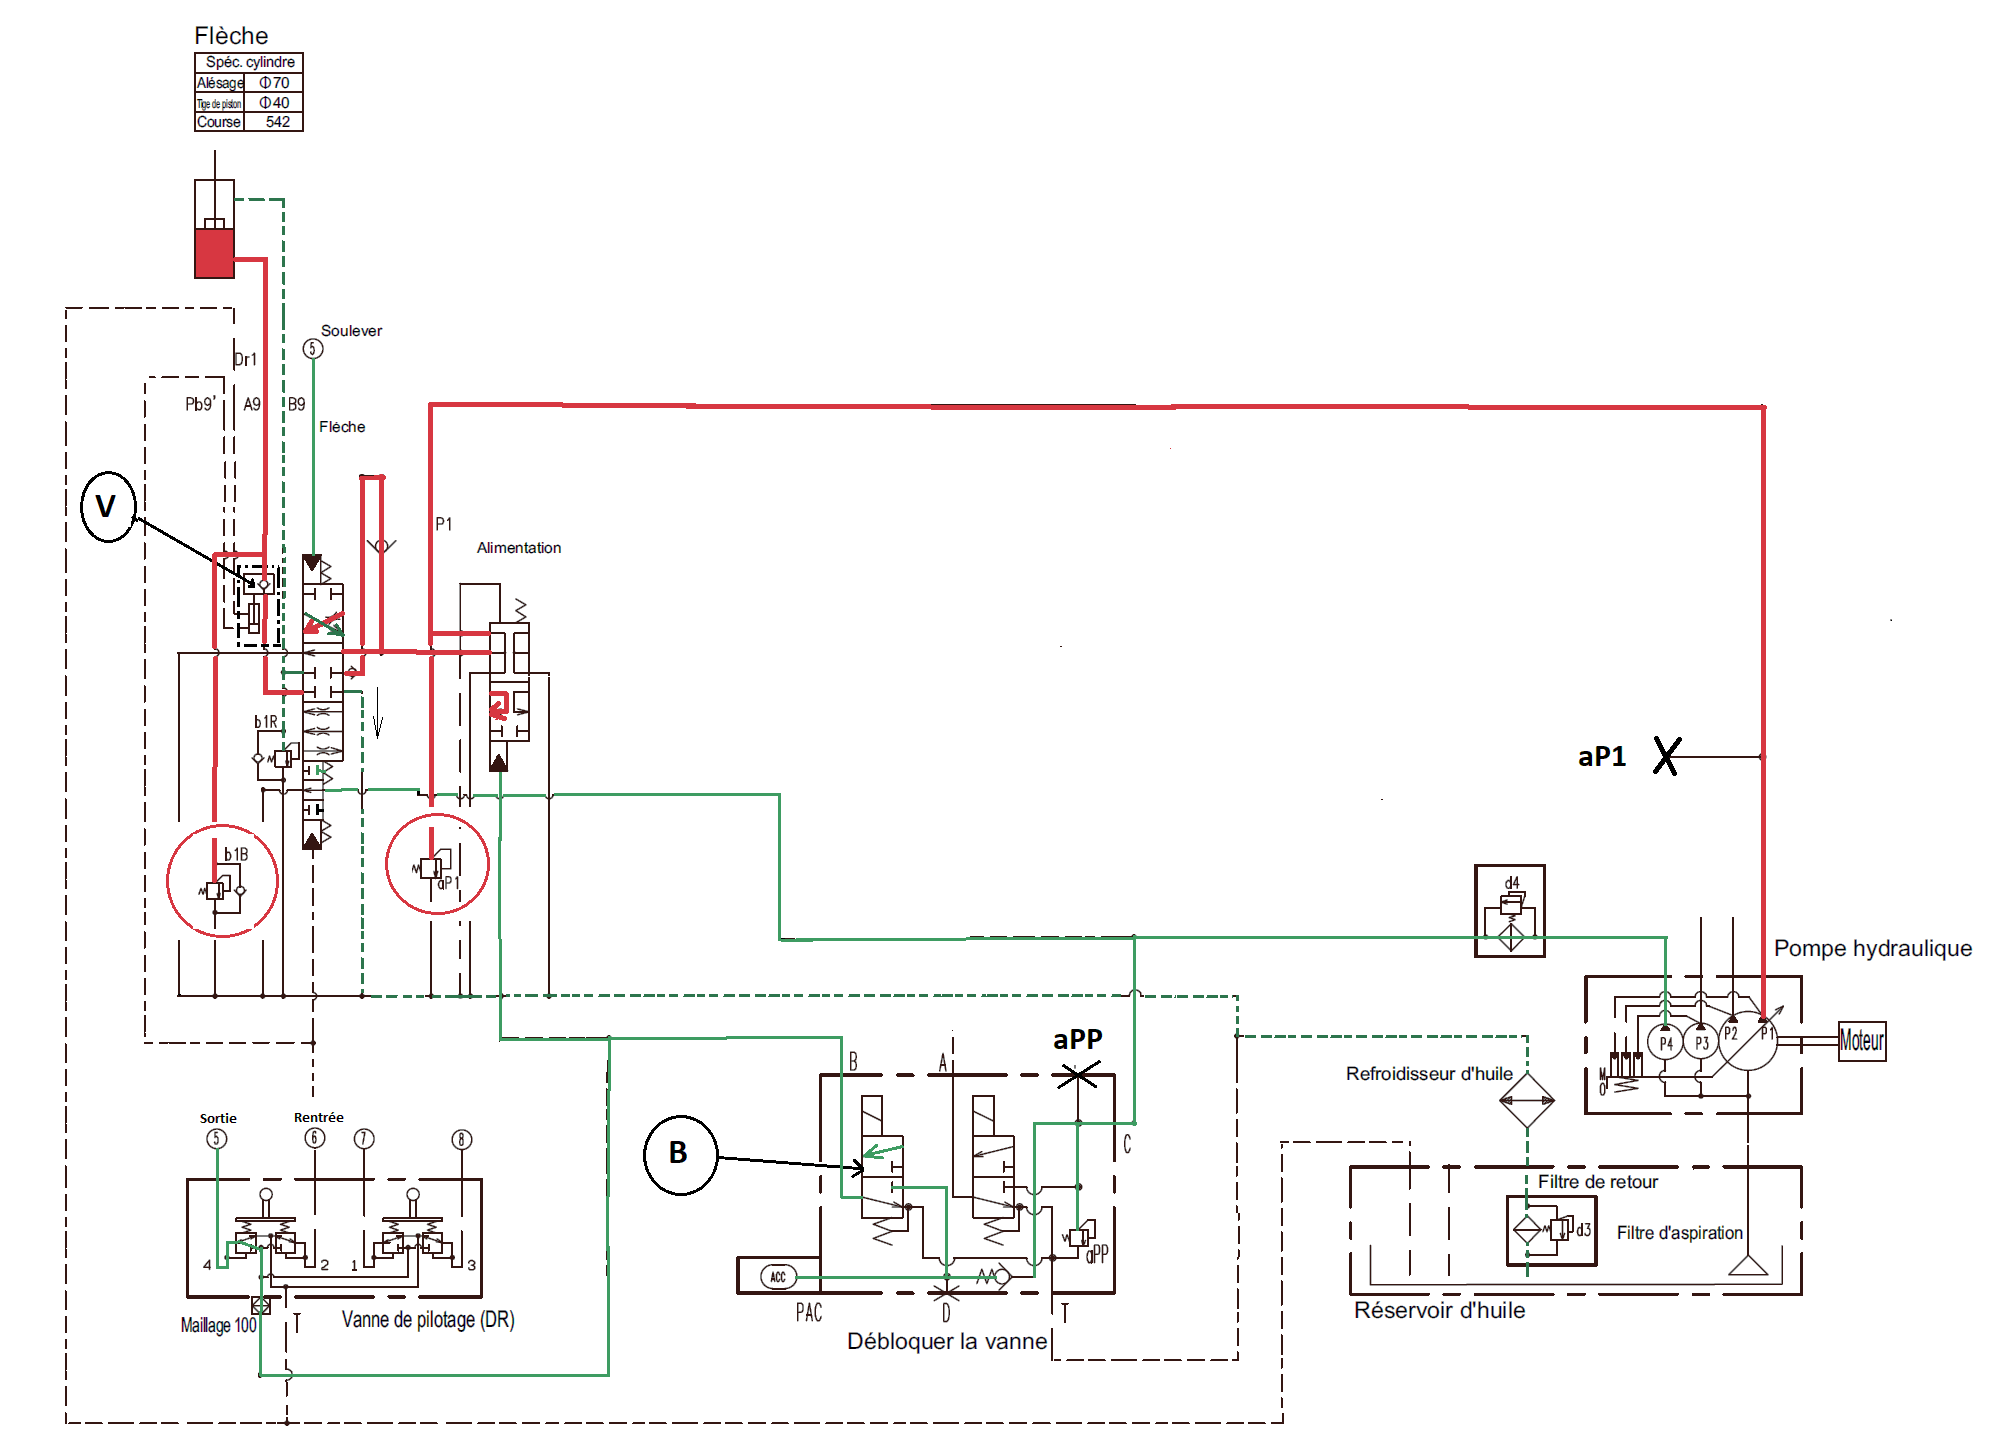 Flèche
Spéc. cylindre
Alésage Φ70
Tige de piston Φ40
Course 542
Soulever
5
Dr1
Pb9'
A9
B9
Flèche
V
P1
Alimentation
b1R
aP1
b1B
aP1
d4
Pompe hydraulique
P4
P3
P2
P1
Moteur
M
O
aPP
B
A
Refroidisseur d'huile
Sortie
Rentrée
5
6
7
8
B
C
Filtre de retour
aPP
d3
Filtre d'aspiration
4
2
1
3
ACC
PAC
D
T
Réservoir d'huile
Maillage 100
T
Vanne de pilotage (DR)
Débloquer la vanne